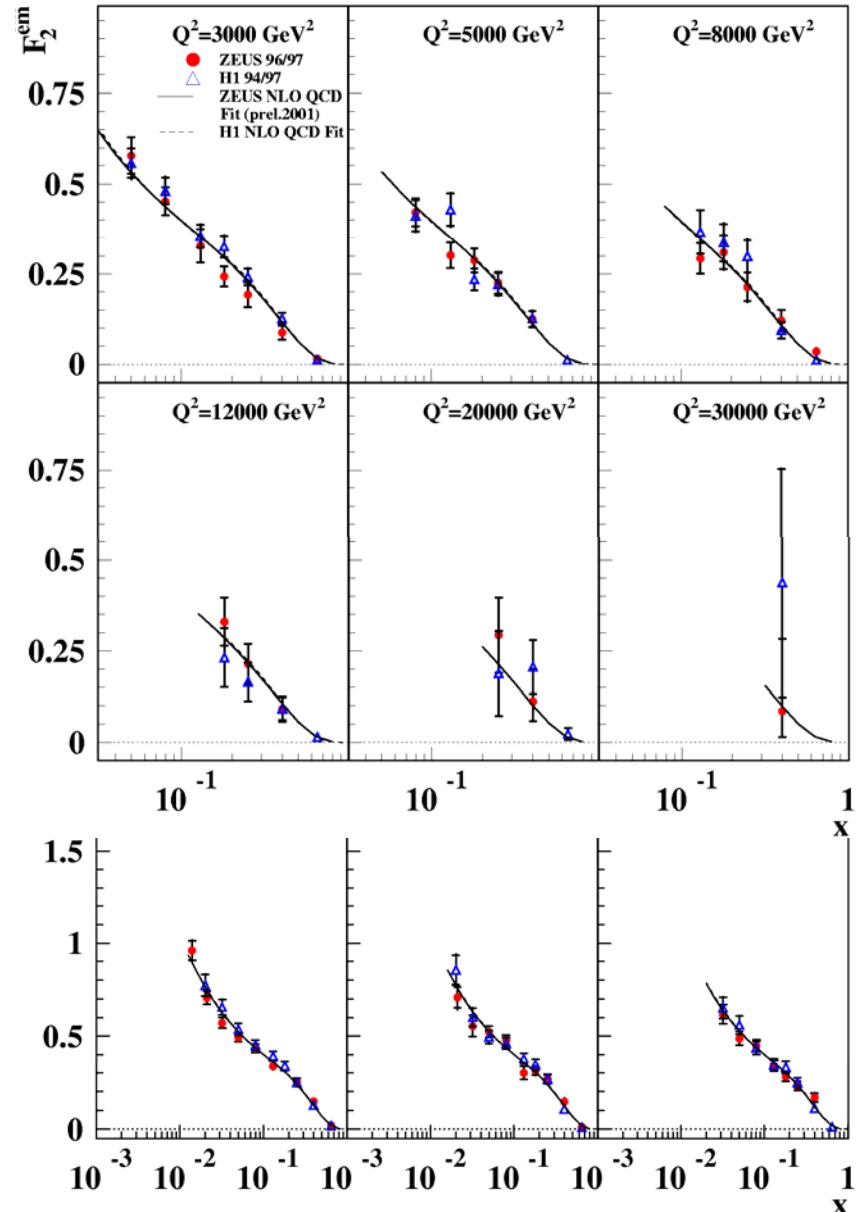 F₂ᵉᵐ
Q²=3000 GeV² Q²=5000 GeV² Q²=8000 GeV²
ZEUS 96/97
H1 94/97
ZEUS NLO QCD
Fit (prel.2001)
H1 NLO QCD Fit
0.75
0.5
0.25
0
Q²=12000 GeV² Q²=20000 GeV² Q²=30000 GeV²
0.75
0.5
0.25
0
10⁻¹ 10⁻¹ 10⁻¹ 1
x
1.5
1
0.5
0
10 ⁻³ 10 ⁻² 10 ⁻¹ 10 ⁻³ 10 ⁻² 10 ⁻¹ 10 ⁻³ 10 ⁻² 10 ⁻¹ 1
x